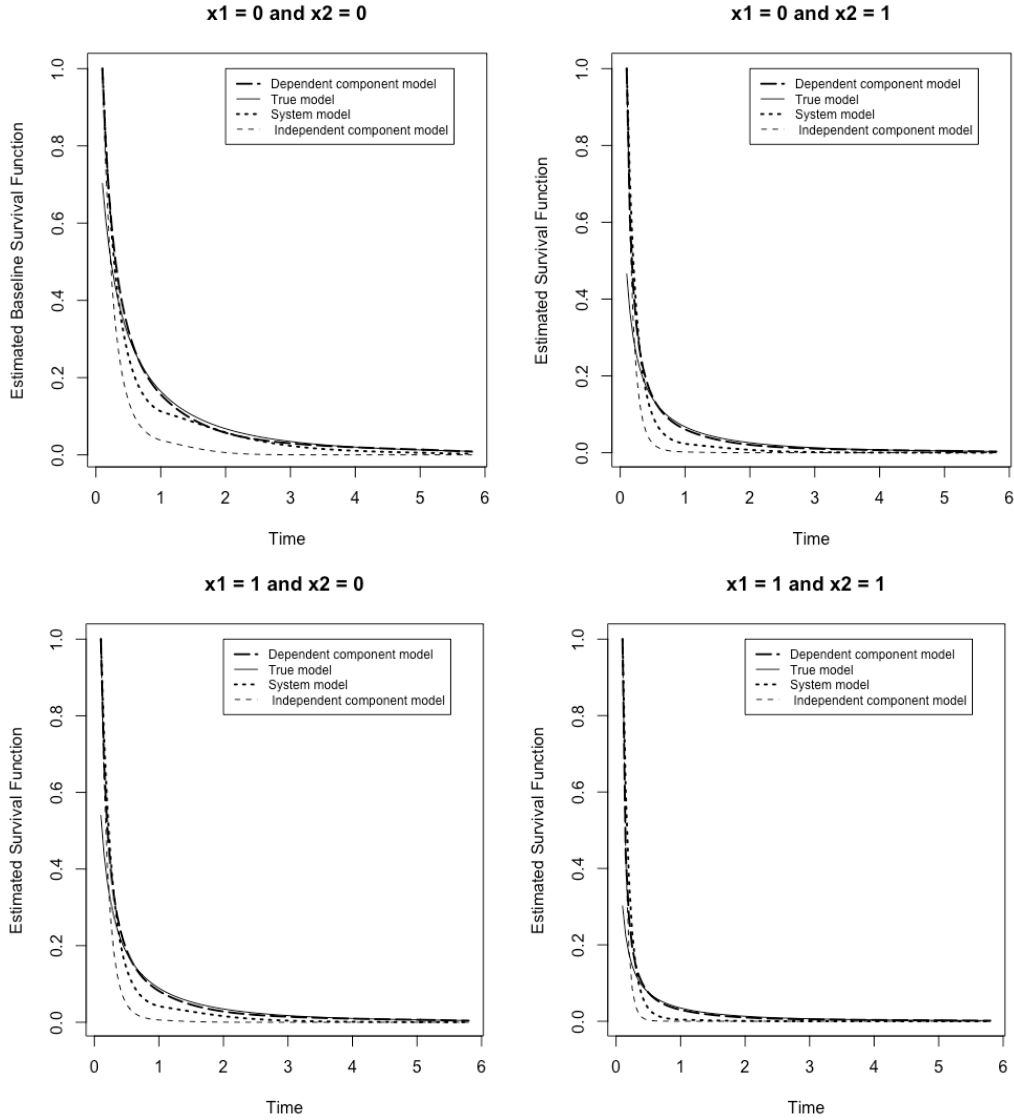 x1 = 0 and x2 = 0
Estimated Baseline Survival Function
1.0
0.8
0.6
0.4
0.2
0.0
Dependent component model
True model
System model
Independent component model
0 1 2 3 4 5 6
Time
x1 = 0 and x2 = 1
Estimated Survival Function
1.0
0.8
0.6
0.4
0.2
0.0
Dependent component model
True model
System model
Independent component model
0 1 2 3 4 5 6
Time
x1 = 1 and x2 = 0
Estimated Survival Function
1.0
0.8
0.6
0.4
0.2
0.0
Dependent component model
True model
System model
Independent component model
0 1 2 3 4 5 6
Time
x1 = 1 and x2 = 1
Estimated Survival Function
1.0
0.8
0.6
0.4
0.2
0.0
Dependent component model
True model
System model
Independent component model
0 1 2 3 4 5 6
Time